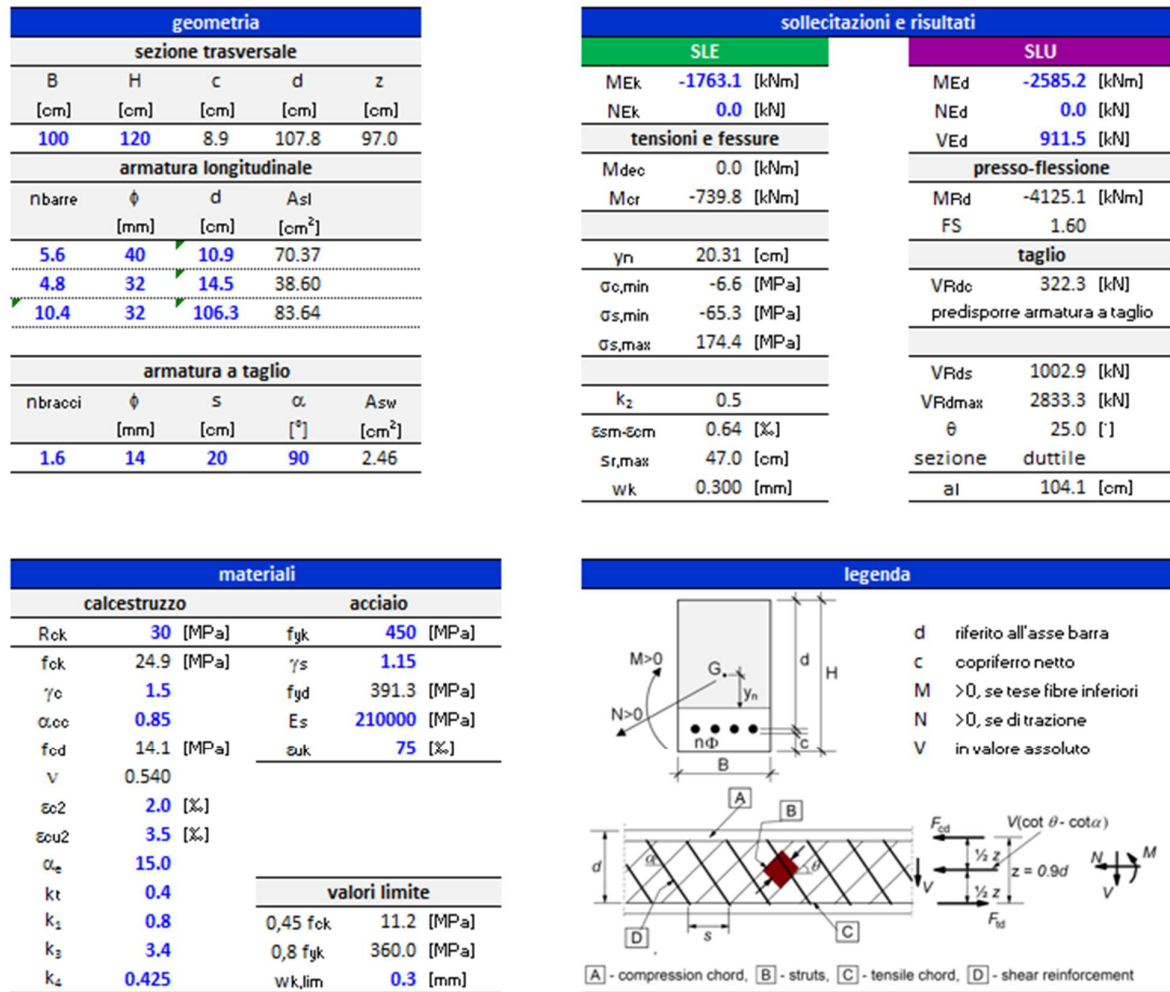 geometria
sezione trasversale
B H c d z
[cm] [cm] [cm] [cm] [cm]
100 120 8.9 107.8 97.0
armatura longitudinale
nbarre ϕ d Asl
[mm] [cm] [cm²]
5.6 40 10.9 70.37
4.8 32 14.5 38.60
10.4 32 106.3 83.64
armatura a taglio
nbracci ϕ s α Asw
[mm] [cm] [°] [cm²]
1.6 14 20 90 2.46
sollecitazioni e risultati
SLE
MEk -1763.1 [kNm]
NEk 0.0 [kN]
tensioni e fessure
Mdec 0.0 [kNm]
Mcr -739.8 [kNm]
yn 20.31 [cm]
σc,min -6.6 [MPa]
σs,min -65.3 [MPa]
σs,max 174.4 [MPa]
k₂ 0.5
εsm-εcm 0.64 [‰]
sr,max 47.0 [cm]
wk 0.300 [mm]
SLU
MEd -2585.2 [kNm]
NEd 0.0 [kN]
VEd 911.5 [kN]
presso-flessione
MRd -4125.1 [kNm]
FS 1.60
taglio
VRdc 322.3 [kN]
predisporre armatura a taglio
VRds 1002.9 [kN]
VRdmax 2833.3 [kN]
θ 25.0 [°]
sezione duttile
al 104.1 [cm]
materiali
calcestruzzo acciaio
Rck 30 [MPa] fyk 450 [MPa]
fck 24.9 [MPa] γs 1.15
γc 1.5 fyd 391.3 [MPa]
αcc 0.85 Es 210000 [MPa]
fcd 14.1 [MPa] εuk 75 [‰]
ν 0.540
εc2 2.0 [‰]
εcu2 3.5 [‰]
αe 15.0
kt 0.4 valori limite
k₁ 0.8 0,45 fck 11.2 [MPa]
k₃ 3.4 0,8 fyk 360.0 [MPa]
k₄ 0.425 wk,lim 0.3 [mm]
legenda
M>0
N>0
G
yn
d
H
nΦ
c
B
d riferito all'asse barra
c copriferro netto
M >0, se tese fibre inferiori
N >0, se di trazione
V in valore assoluto
A
B
d
α
θ
s
D
C
Fcd
V(cot θ - cotα)
½ z
z = 0.9d
½ z
V
Ftd
N
M
V
A - compression chord, B - struts, C - tensile chord, D - shear reinforcement